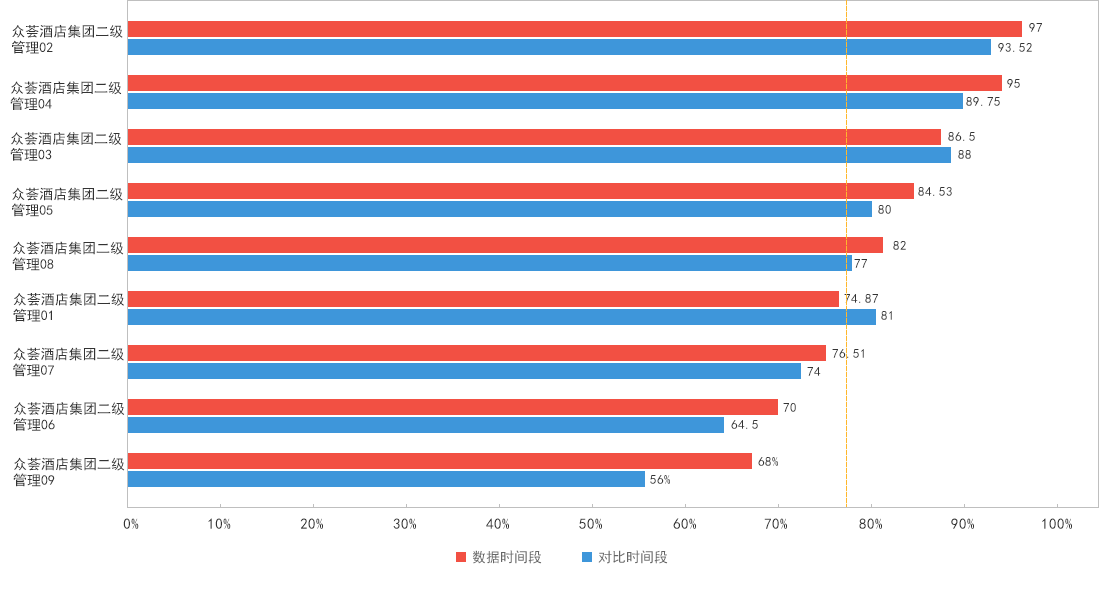 众荟酒店集团二级
管理02
97
93.52
众荟酒店集团二级
管理04
95
89.75
众荟酒店集团二级
管理03
86.5
88
众荟酒店集团二级
管理05
84.53
80
众荟酒店集团二级
管理08
82
77
众荟酒店集团二级
管理01
74.87
81
众荟酒店集团二级
管理07
76.51
74
众荟酒店集团二级
管理06
70
64.5
众荟酒店集团二级
管理09
68%
56%
0% 10% 20% 30% 40% 50% 60% 70% 80% 90% 100%
数据时间段 对比时间段